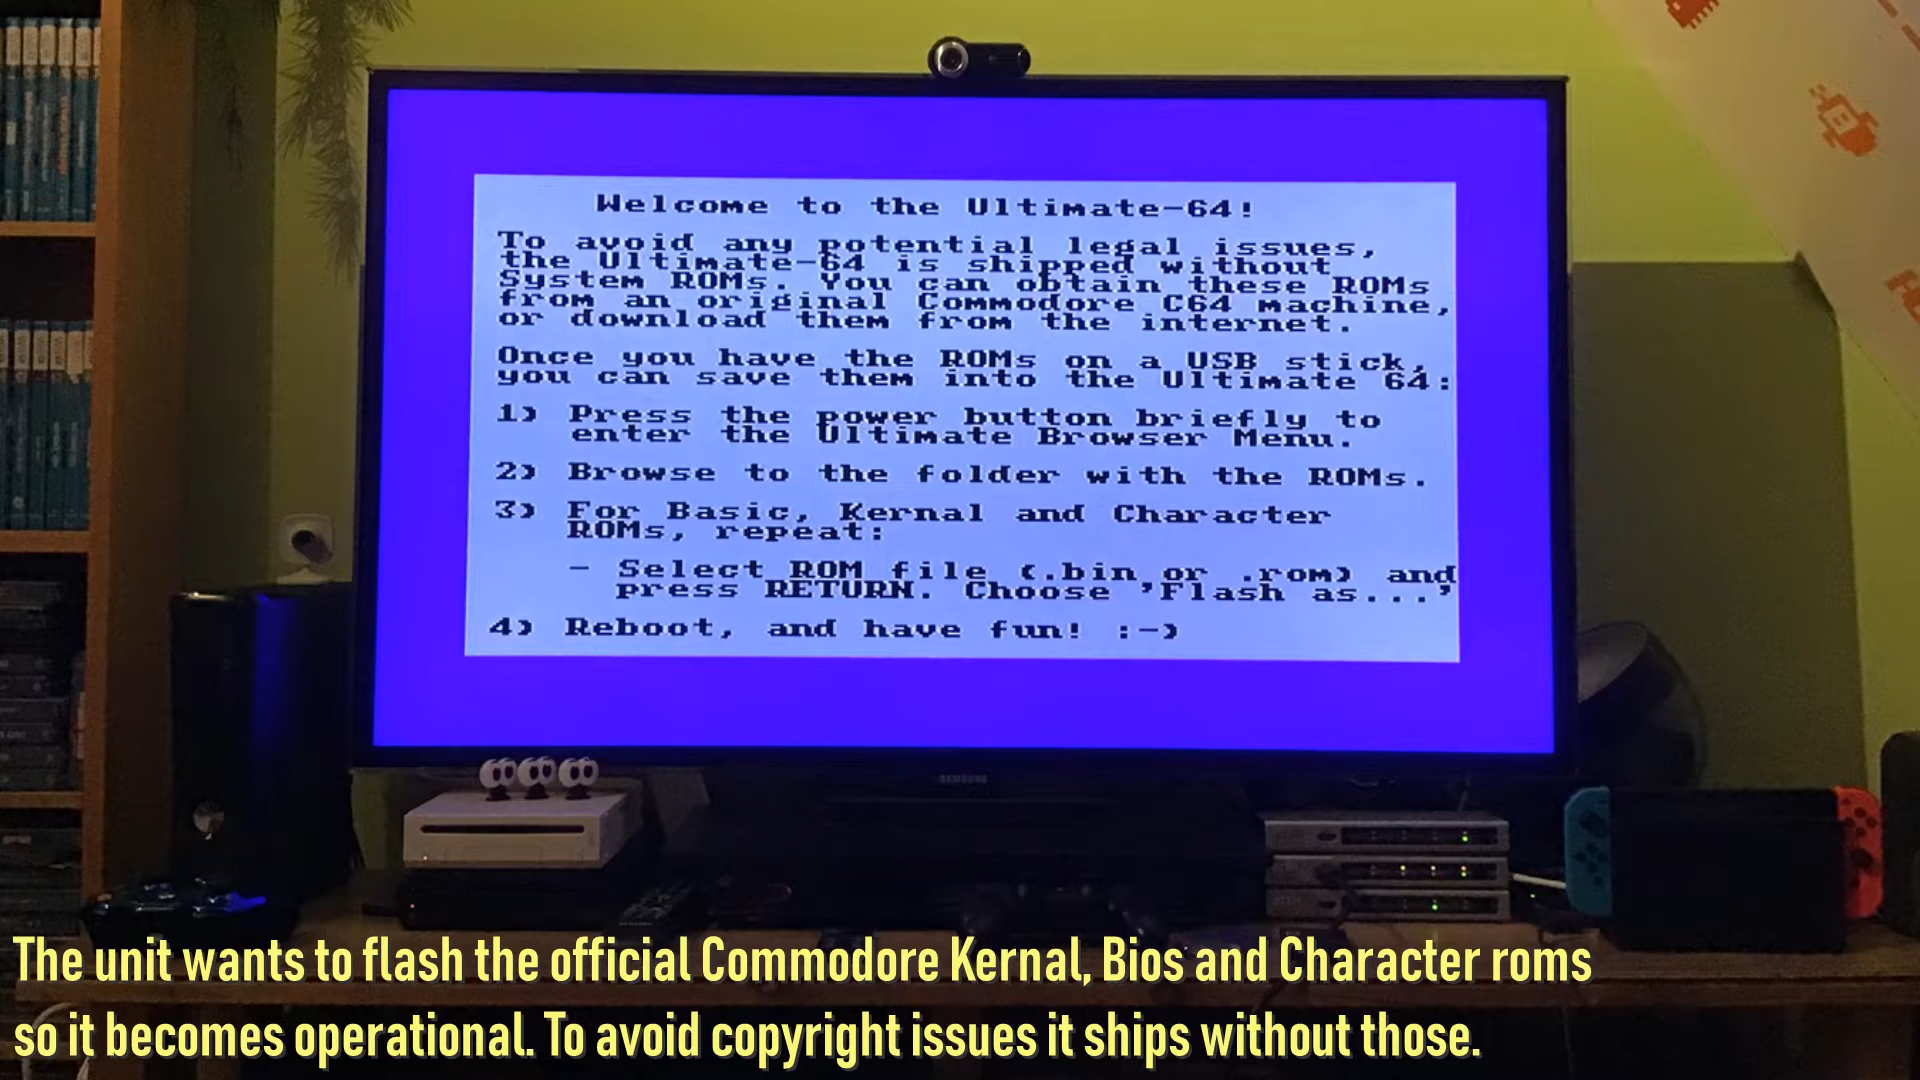 Welcome to the Ultimate-64!
To avoid any potential legal issues,
the Ultimate-64 is shipped without
System ROMs. You can obtain these ROMs
from an original Commodore C64 machine,
or download them from the internet.
Once you have the ROMs on a USB stick,
you can save them into the Ultimate 64:
1) Press the power button briefly to
enter the Ultimate Browser Menu.
2) Browse to the folder with the ROMs.
3) For Basic, Kernal and Character
ROMs, repeat:
- Select ROM file (.bin or .rom) and
press RETURN. Choose 'Flash as...'
4) Reboot, and have fun! :-)
SAMSUNG
The unit wants to flash the official Commodore Kernal, Bios and Character roms
so it becomes operational. To avoid copyright issues it ships without those.